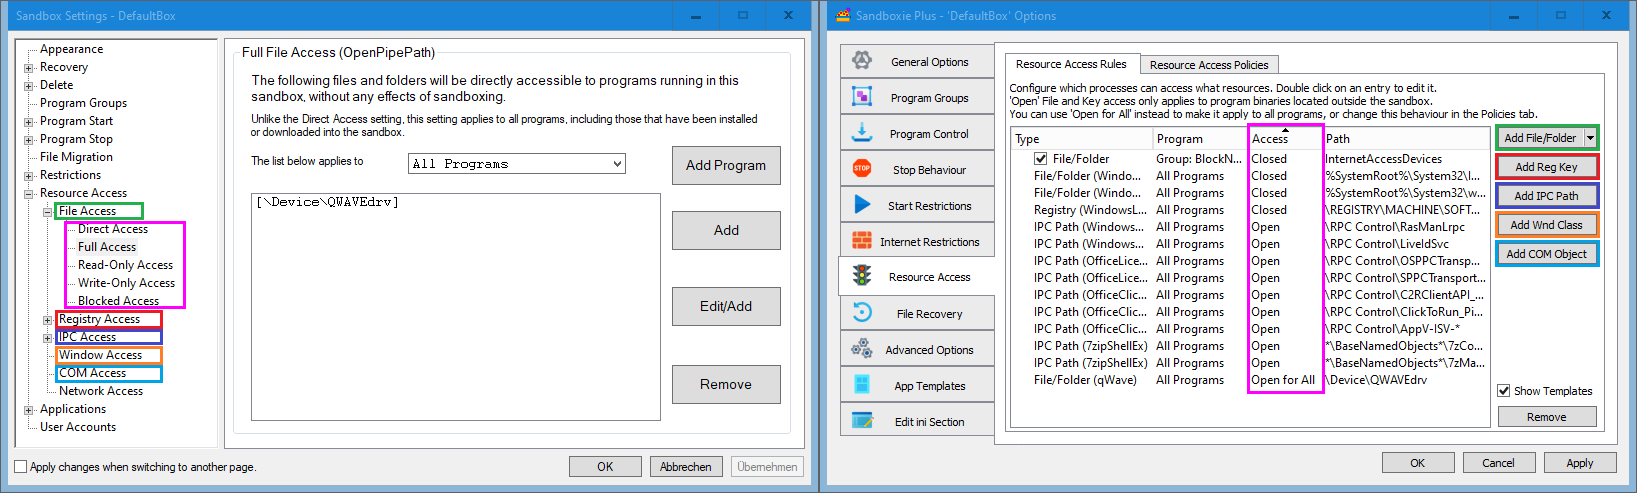 Sandbox Settings - DefaultBox
Appearance
Recovery
Delete
Program Groups
Program Start
Program Stop
File Migration
Restrictions
Resource Access
File Access
Direct Access
Full Access
Read-Only Access
Write-Only Access
Blocked Access
Registry Access
IPC Access
Window Access
COM Access
Network Access
Applications
User Accounts
Full File Access (OpenPipePath)
The following files and folders will be directly accessible to programs running in this
sandbox, without any effects of sandboxing.
Unlike the Direct Access setting, this setting applies to all programs, including those that have been installed
or downloaded into the sandbox.
The list below applies to
All Programs
Add Program
[\Device\QWAVEdrv]
Add
Edit/Add
Remove
Apply changes when switching to another page.
OK
Abbrechen
Übernehmen
Sandboxie Plus - 'DefaultBox' Options
General Options
Program Groups
Program Control
Stop Behaviour
Start Restrictions
Internet Restrictions
Resource Access
File Recovery
Advanced Options
App Templates
Edit ini Section
Resource Access Rules
Resource Access Policies
Configure which processes can access what resources. Double click on an entry to edit it.
'Open' File and Key access only applies to program binaries located outside the sandbox.
You can use 'Open for All' instead to make it apply to all programs, or change this behaviour in the Policies tab.
Type Program Access Path
File/Folder Group: BlockN... Closed InternetAccessDevices
File/Folder (Windo... All Programs Closed %SystemRoot%\System32\l...
File/Folder (Windo... All Programs Closed %SystemRoot%\System32\w...
Registry (WindowsL... All Programs Closed \REGISTRY\MACHINE\SOFT...
IPC Path (Windows... All Programs Open \RPC Control\RasManLrpc
IPC Path (Windows... All Programs Open \RPC Control\LiveIdSvc
IPC Path (OfficeLice... All Programs Open \RPC Control\OSPPCTransp...
IPC Path (OfficeLice... All Programs Open \RPC Control\SPPCTransport...
IPC Path (OfficeClic... All Programs Open \RPC Control\C2RClientAPI_...
IPC Path (OfficeClic... All Programs Open \RPC Control\ClickToRun_Pi...
IPC Path (OfficeClic... All Programs Open \RPC Control\AppV-ISV-*
IPC Path (7zipShellEx) All Programs Open *\BaseNamedObjects*\7zCo...
IPC Path (7zipShellEx) All Programs Open *\BaseNamedObjects*\7zMa...
File/Folder (qWave) All Programs Open for All \Device\QWAVEdrv
Add File/Folder
Add Reg Key
Add IPC Path
Add Wnd Class
Add COM Object
Show Templates
Remove
OK
Cancel
Apply